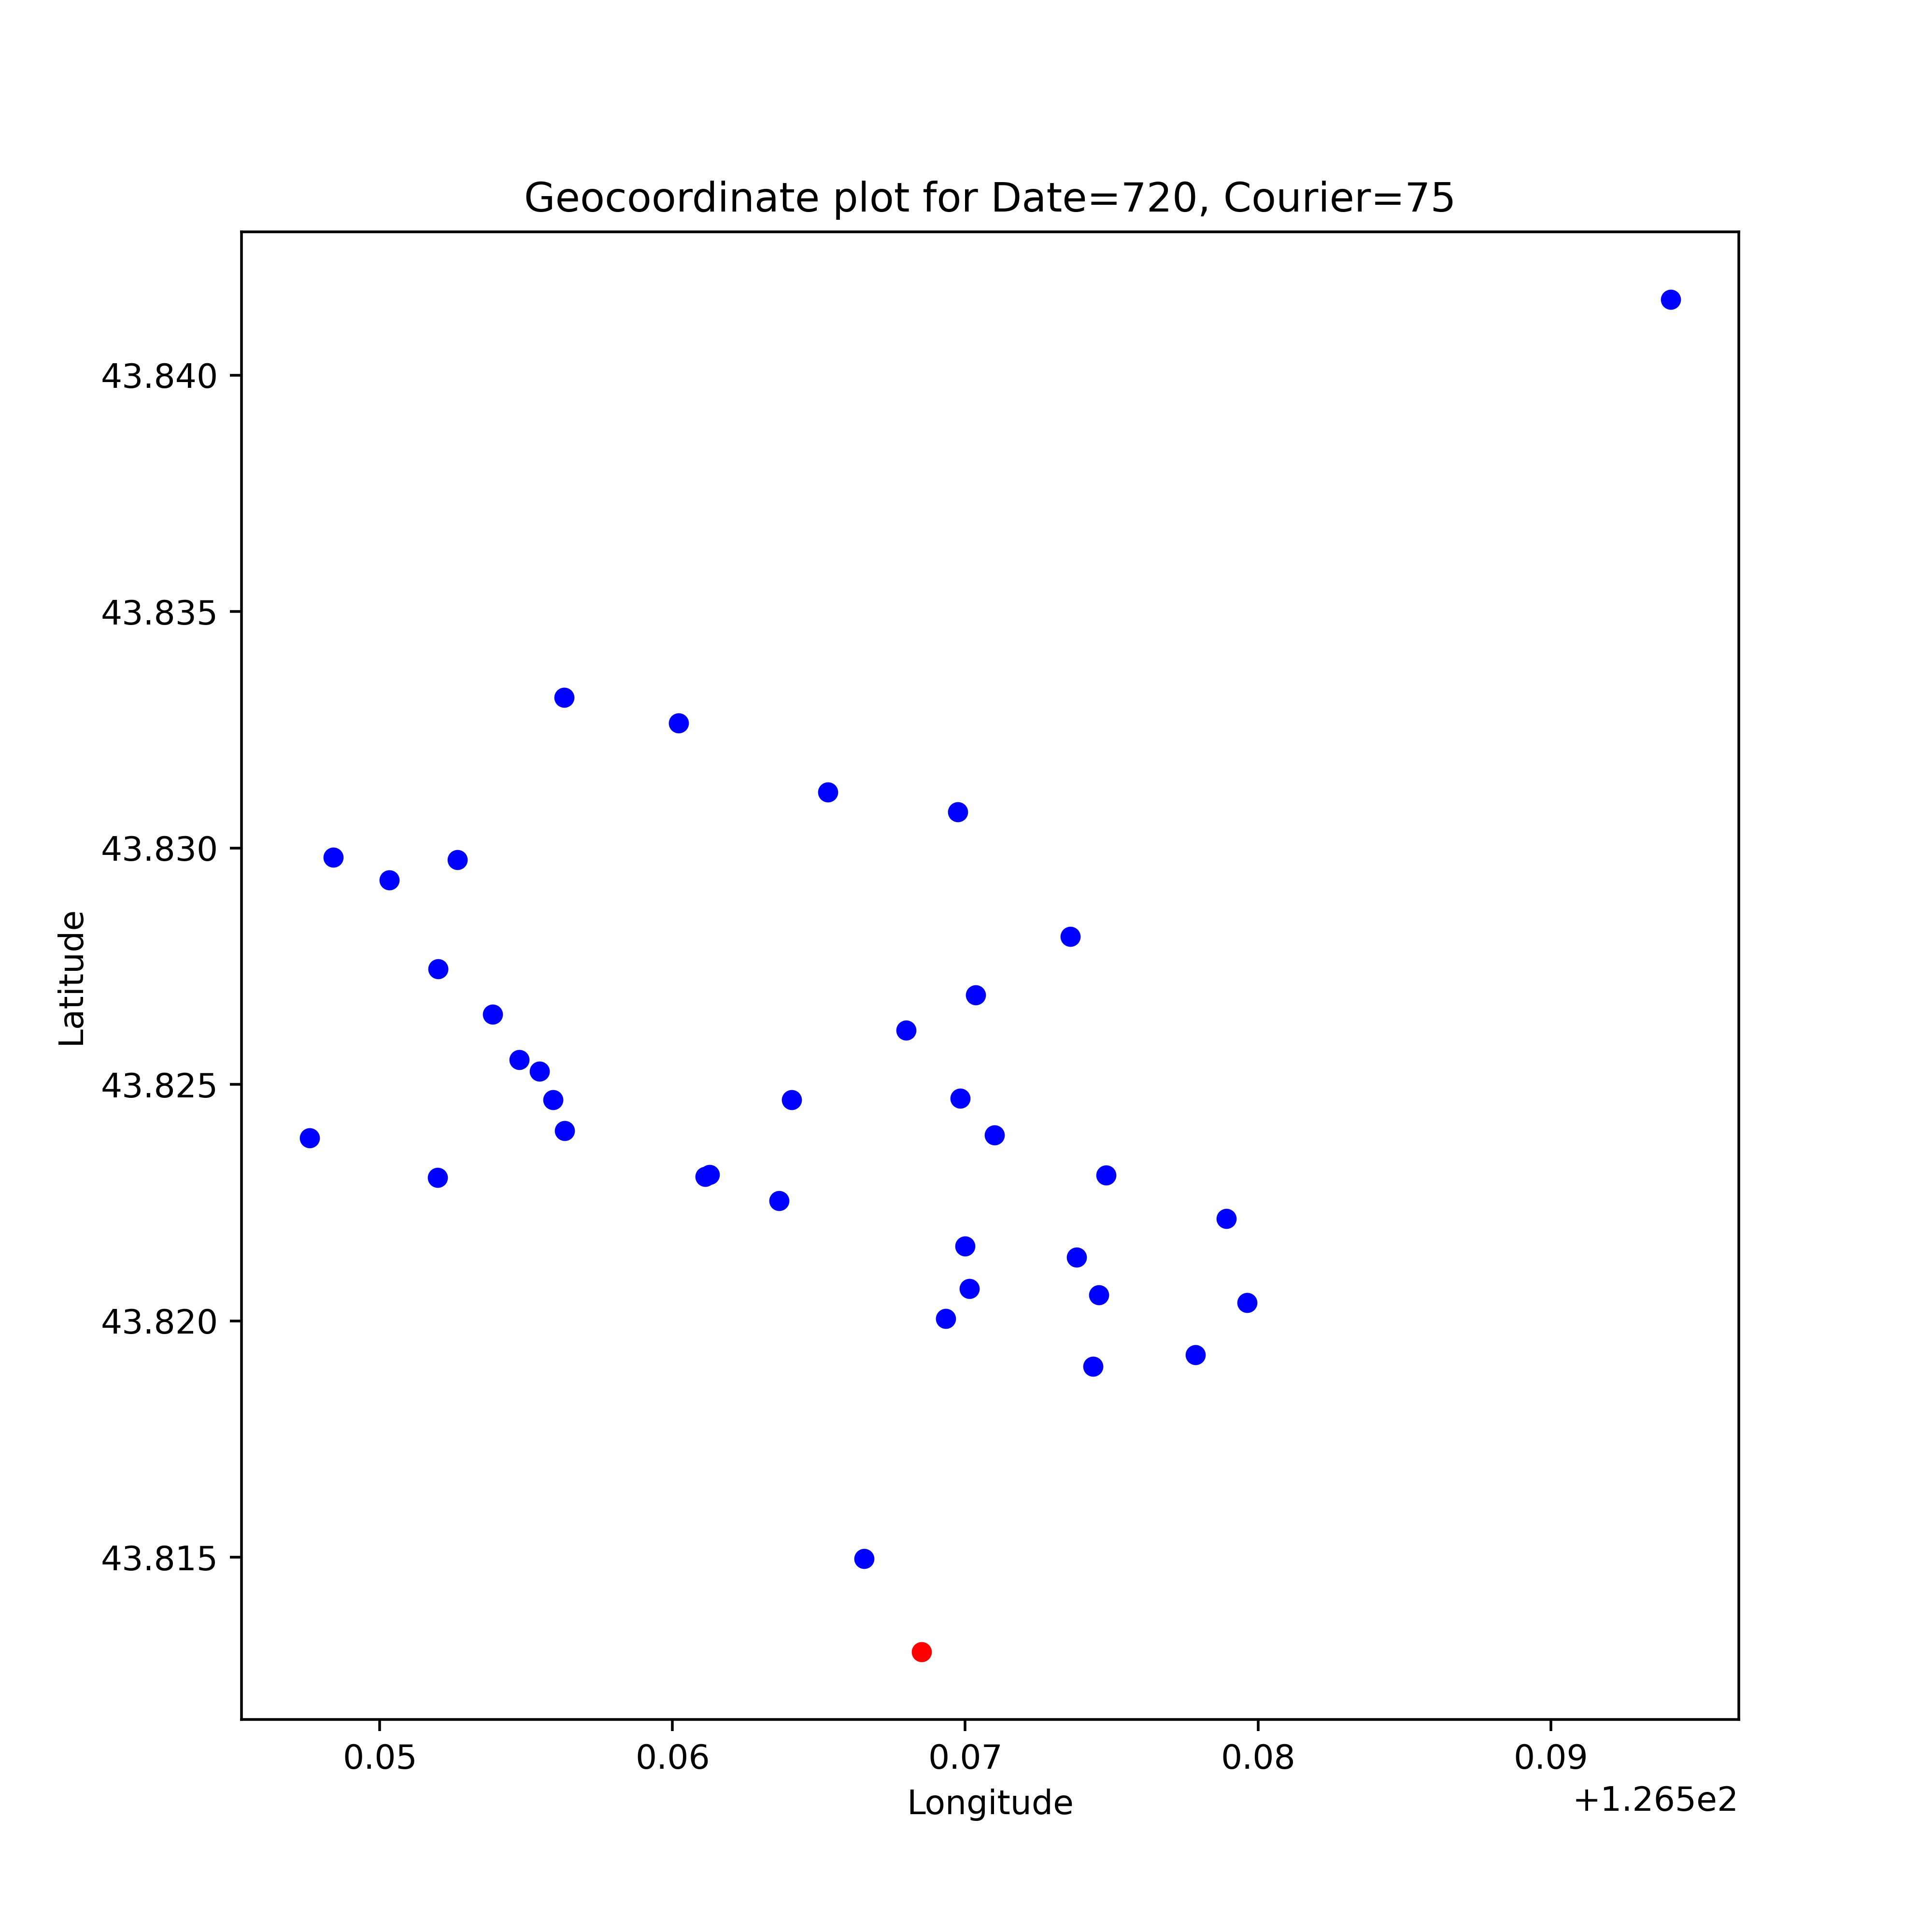 Geocoordinate plot for Date=720, Courier=75
43.840
43.835
43.830
43.825
43.820
43.815
Latitude
0.05 0.06 0.07 0.08 0.09
Longitude
+1.265e2